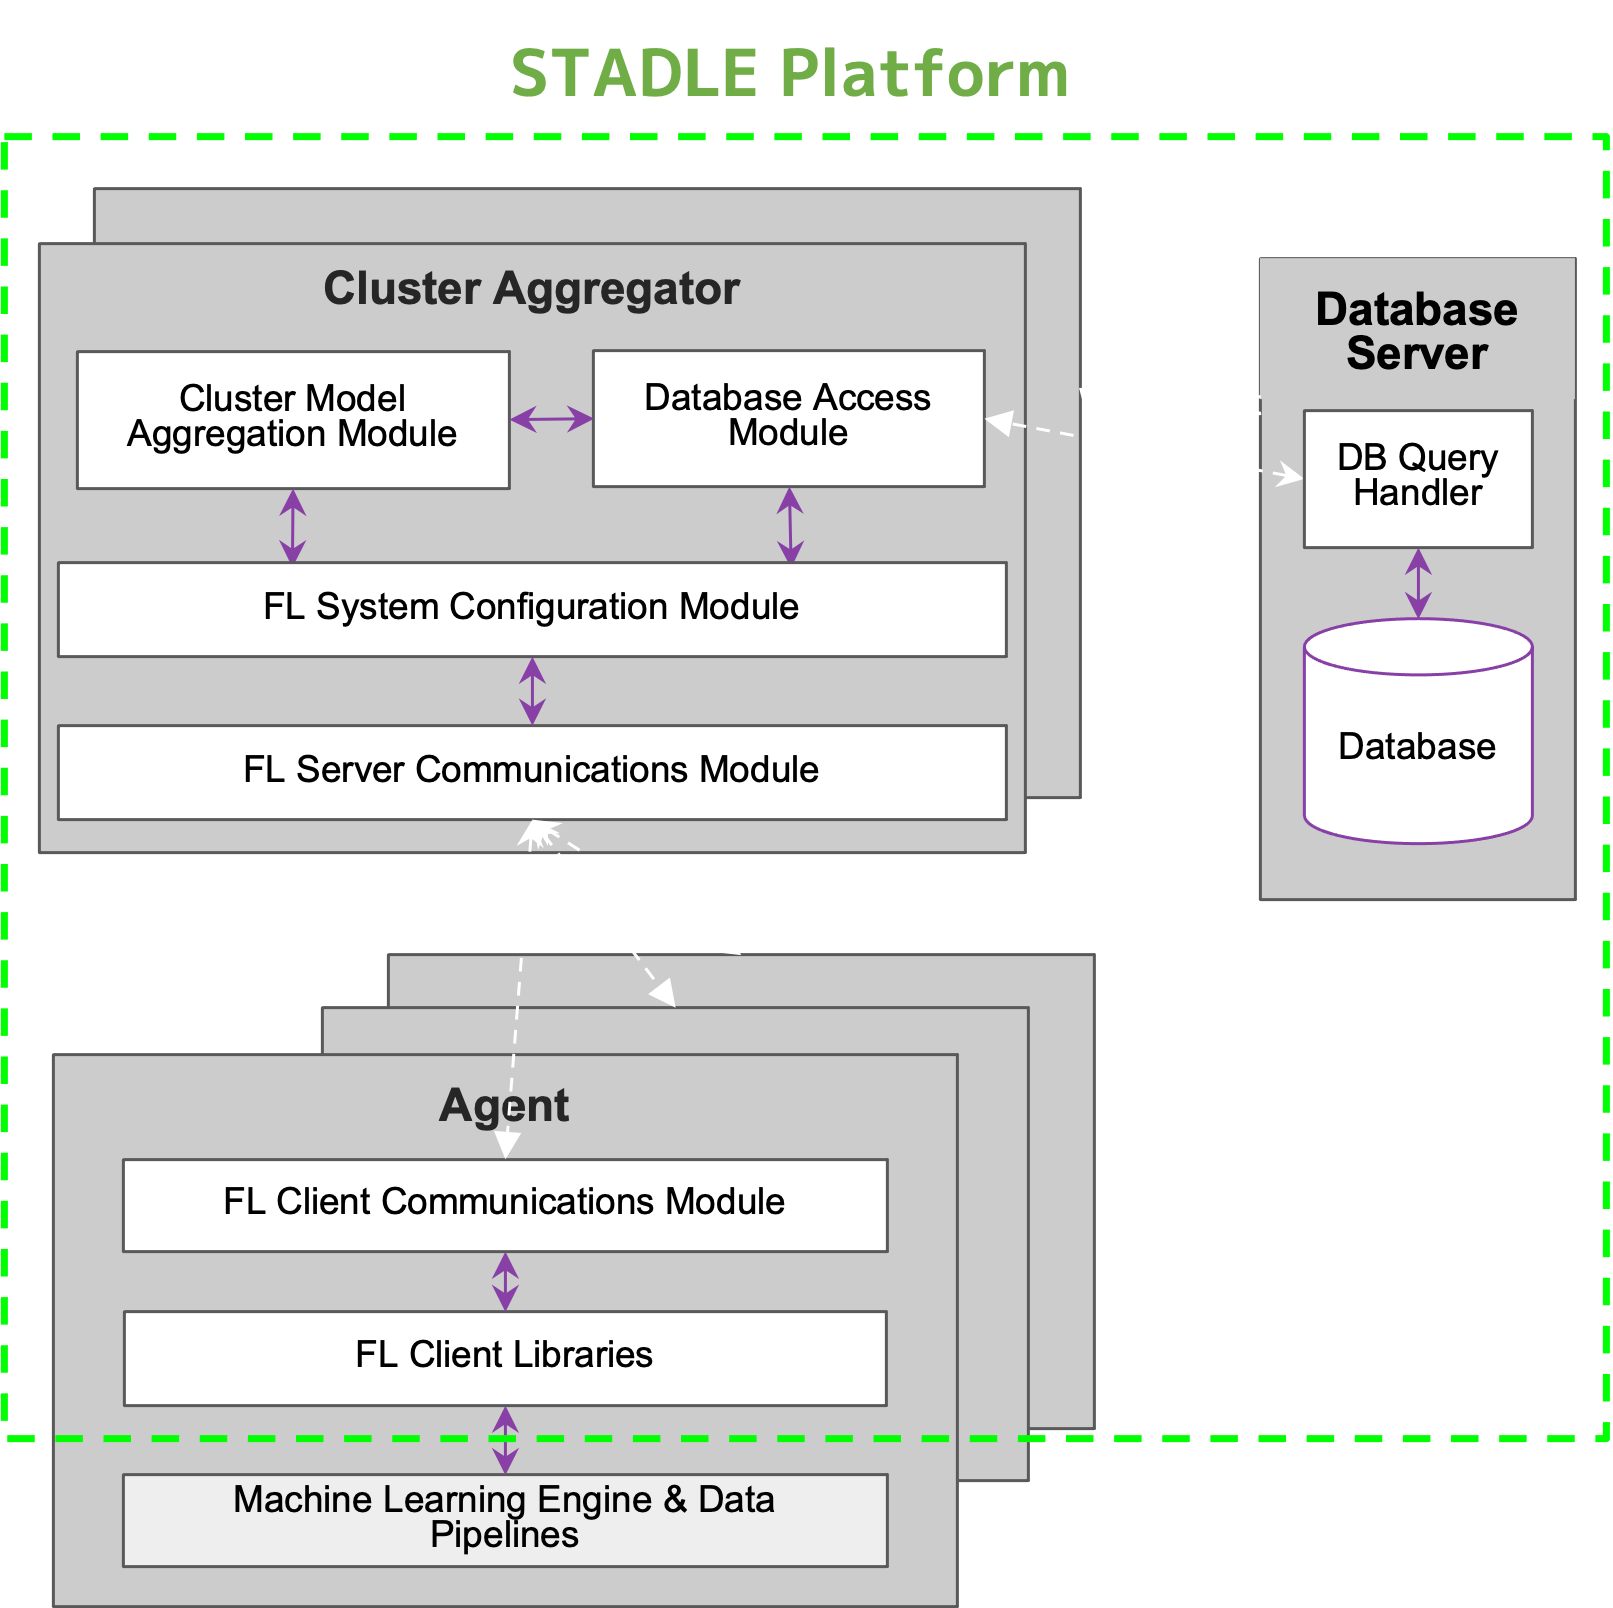 STADLE Platform
Cluster Aggregator
Cluster Model
Aggregation Module
Database Access
Module
FL System Configuration Module
FL Server Communications Module
Database
Server
DB Query
Handler
Database
Agent
FL Client Communications Module
FL Client Libraries
Machine Learning Engine & Data
Pipelines